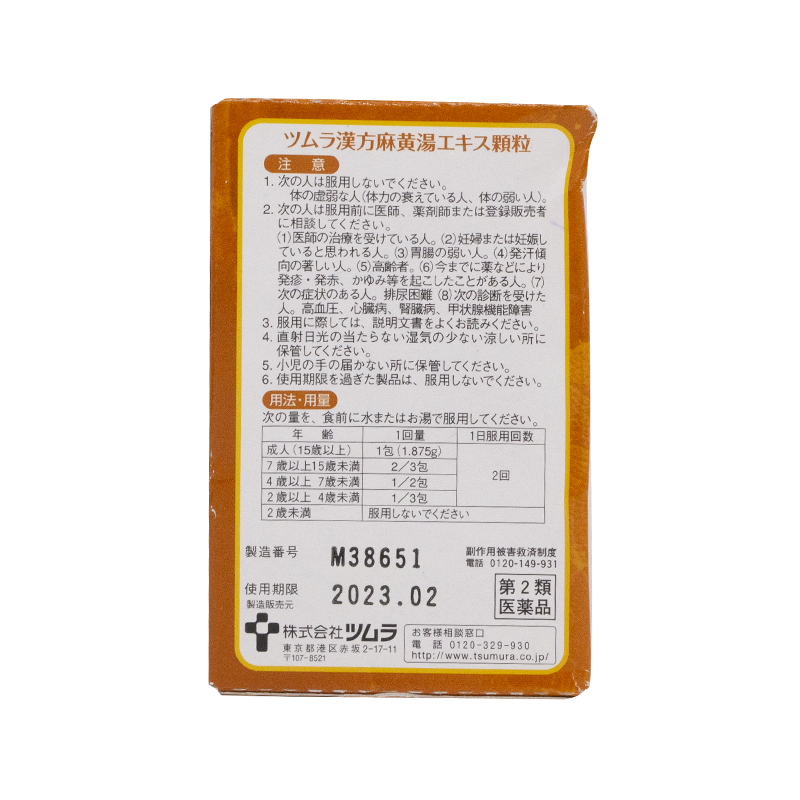 ツムラ漢方麻黄湯エキス顆粒
注 意
1. 次の人は服用しないでください。
体の虚弱な人(体力の衰えている人、体の弱い人)。
2. 次の人は服用前に医師、薬剤師または登録販売者
に相談してください。
(1)医師の治療を受けている人。(2)妊婦または妊娠し
ていると思われる人。(3)胃腸の弱い人。(4)発汗傾
向の著しい人。(5)高齢者。(6)今までに薬などにより
発疹・発赤、かゆみ等を起こしたことがある人。(7)
次の症状のある人。排尿困難 (8)次の診断を受けた
人。高血圧、心臓病、腎臓病、甲状腺機能障害
3. 服用に際しては、説明文書をよくお読みください。
4. 直射日光の当たらない湿気の少ない涼しい所に
保管してください。
5. 小児の手の届かない所に保管してください。
6. 使用期限を過ぎた製品は、服用しないでください。
用法・用量
次の量を、食前に水またはお湯で服用してください。
年 齢 1回量 1日服用回数
成人(15歳以上) 1包(1.875g)
7歳以上15歳未満 2/3包
2回
4歳以上 7歳未満 1/2包
2歳以上 4歳未満 1/3包
2歳未満 服用しないでください
製造番号 M38651
副作用被害救済制度
電話 0120-149-931
使用期限 2023.02
第2類
医薬品
製造販売元
株式会社ツムラ
東京都港区赤坂2-17-11
〒107-8521
お客様相談窓口
電 話 0120-329-930
http://www.tsumura.co.jp/